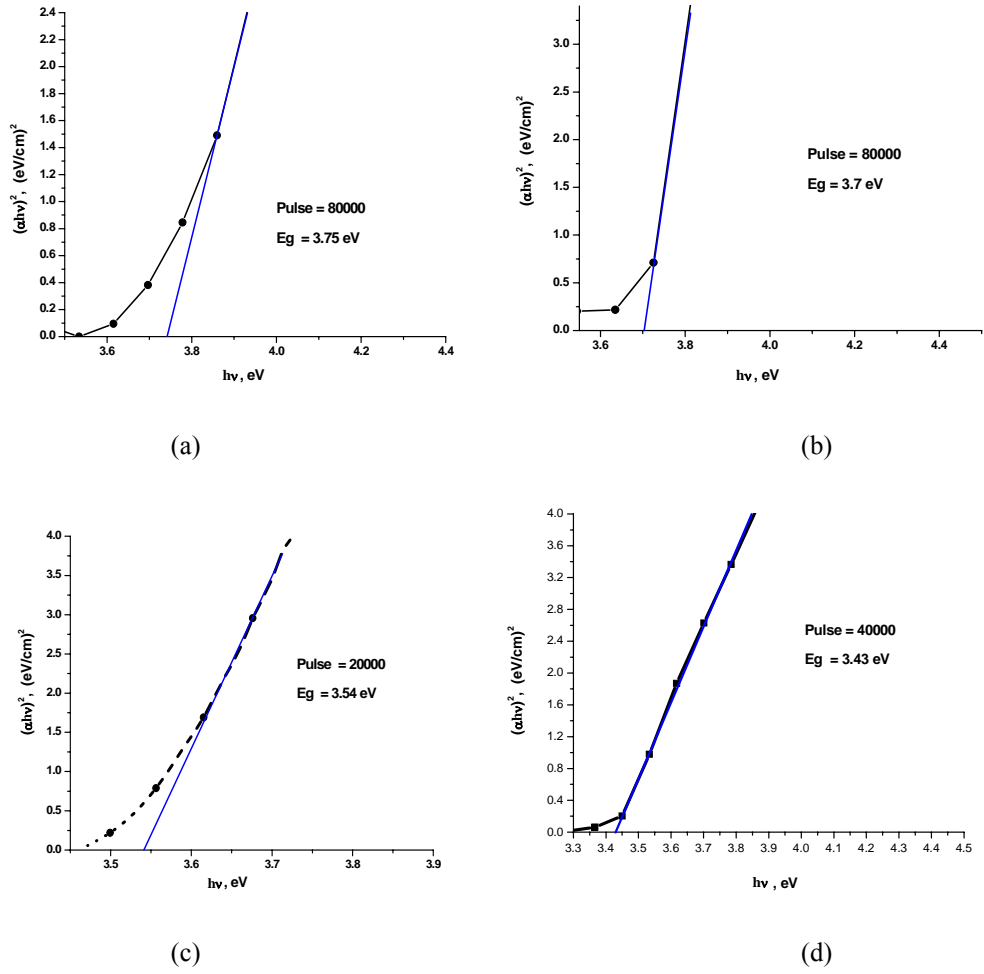 2.4
2.2
2.0
1.8
1.6
1.4
1.2
1.0
0.8
0.6
0.4
0.2
0.0
3.6 3.8 4.0 4.2 4.4
(αhν)², (eV/cm)²
hν, eV
Pulse = 80000
Eg = 3.75 eV
(a)
3.0
2.5
2.0
1.5
1.0
0.5
0.0
3.6 3.8 4.0 4.2 4.4
(αhν)², (eV/cm)²
hν, eV
Pulse = 80000
Eg = 3.7 eV
(b)
4.0
3.5
3.0
2.5
2.0
1.5
1.0
0.5
0.0
3.5 3.6 3.7 3.8 3.9
(αhν)², (eV/cm)²
hν, eV
Pulse = 20000
Eg = 3.54 eV
(c)
4.0
3.6
3.2
2.8
2.4
2.0
1.6
1.2
0.8
0.4
0.0
3.3 3.4 3.5 3.6 3.7 3.8 3.9 4.0 4.1 4.2 4.3 4.4 4.5
(αhν)², (eV/cm)²
hν, eV
Pulse = 40000
Eg = 3.43 eV
(d)